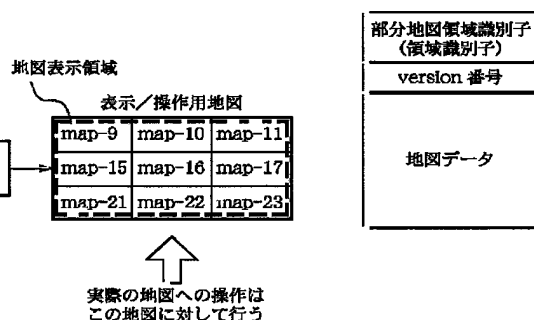 地図表示領域
表示/操作用地図
map-9 map-10 map-11
map-15 map-16 map-17
map-21 map-22 map-23
実際の地図への操作は
この地図に対して行う
部分地図領域識別子
(領域識別子)
version 番号
地図データ